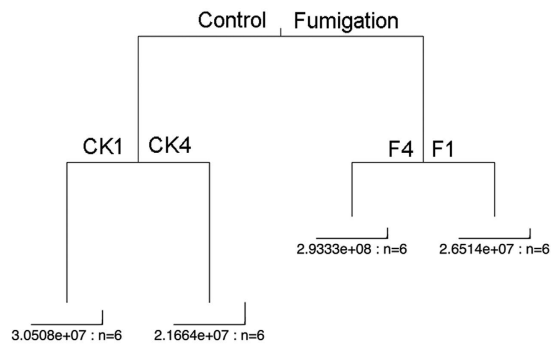 Control Fumigation
CK1 CK4
F4 F1
2.9333e+08 : n=6 2.6514e+07 : n=6
3.0508e+07 : n=6 2.1664e+07 : n=6